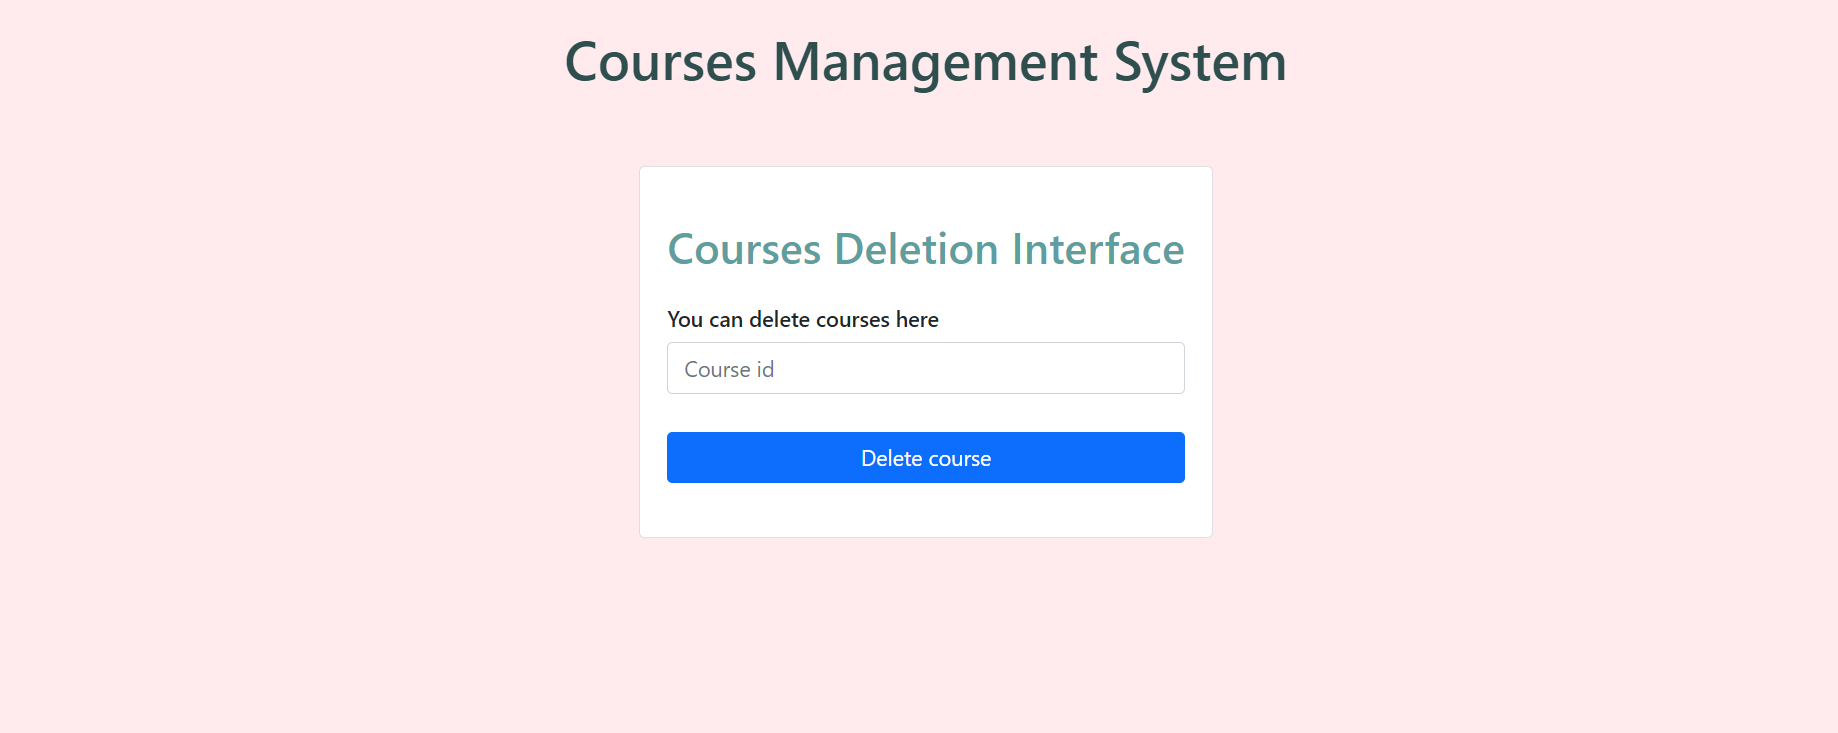 Courses Management System
Courses Deletion Interface
You can delete courses here
Course id
Delete course